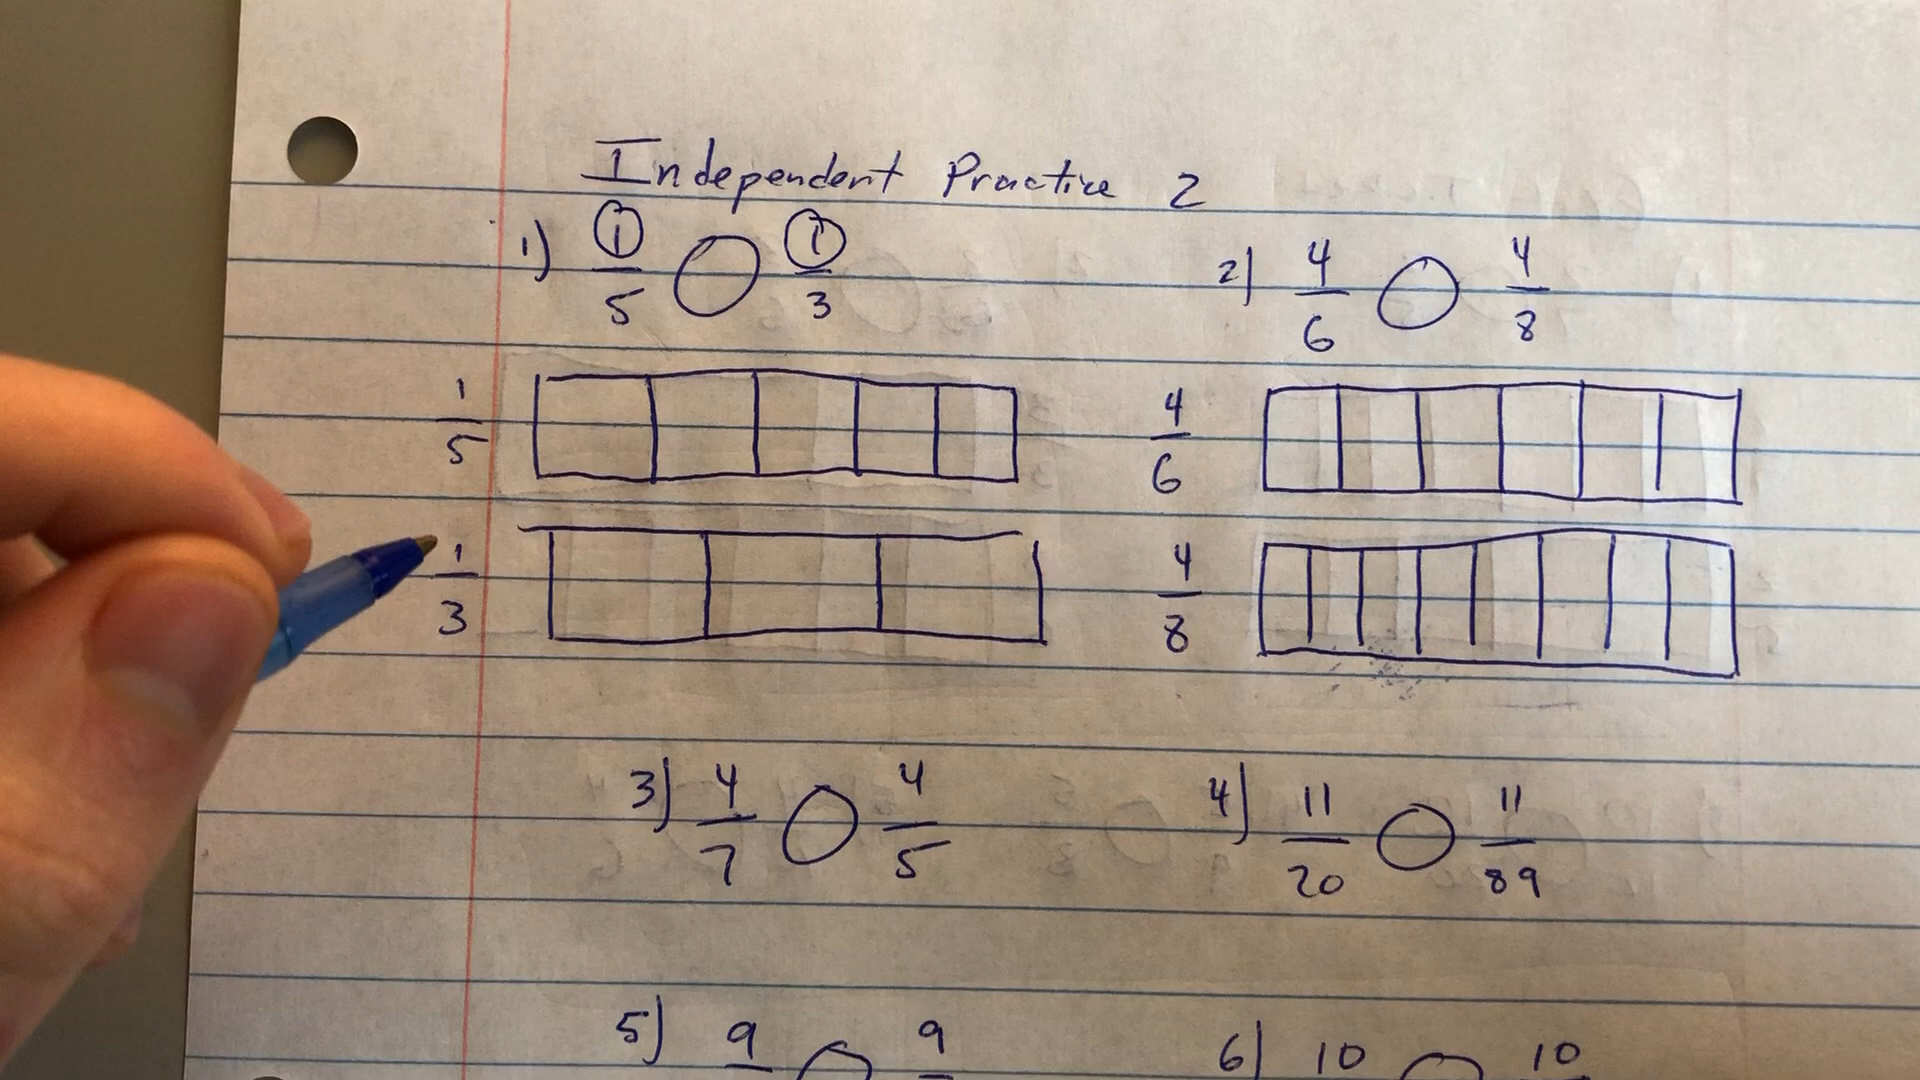 Independent Practice 2
1) 1/5 ○ 1/3
2) 4/6 ○ 4/8
1/5
4/6
1/3
4/8
3) 4/7 ○ 4/5
4) 11/20 ○ 11/89
5) 9 ○ 9
6) 10 ○ 10